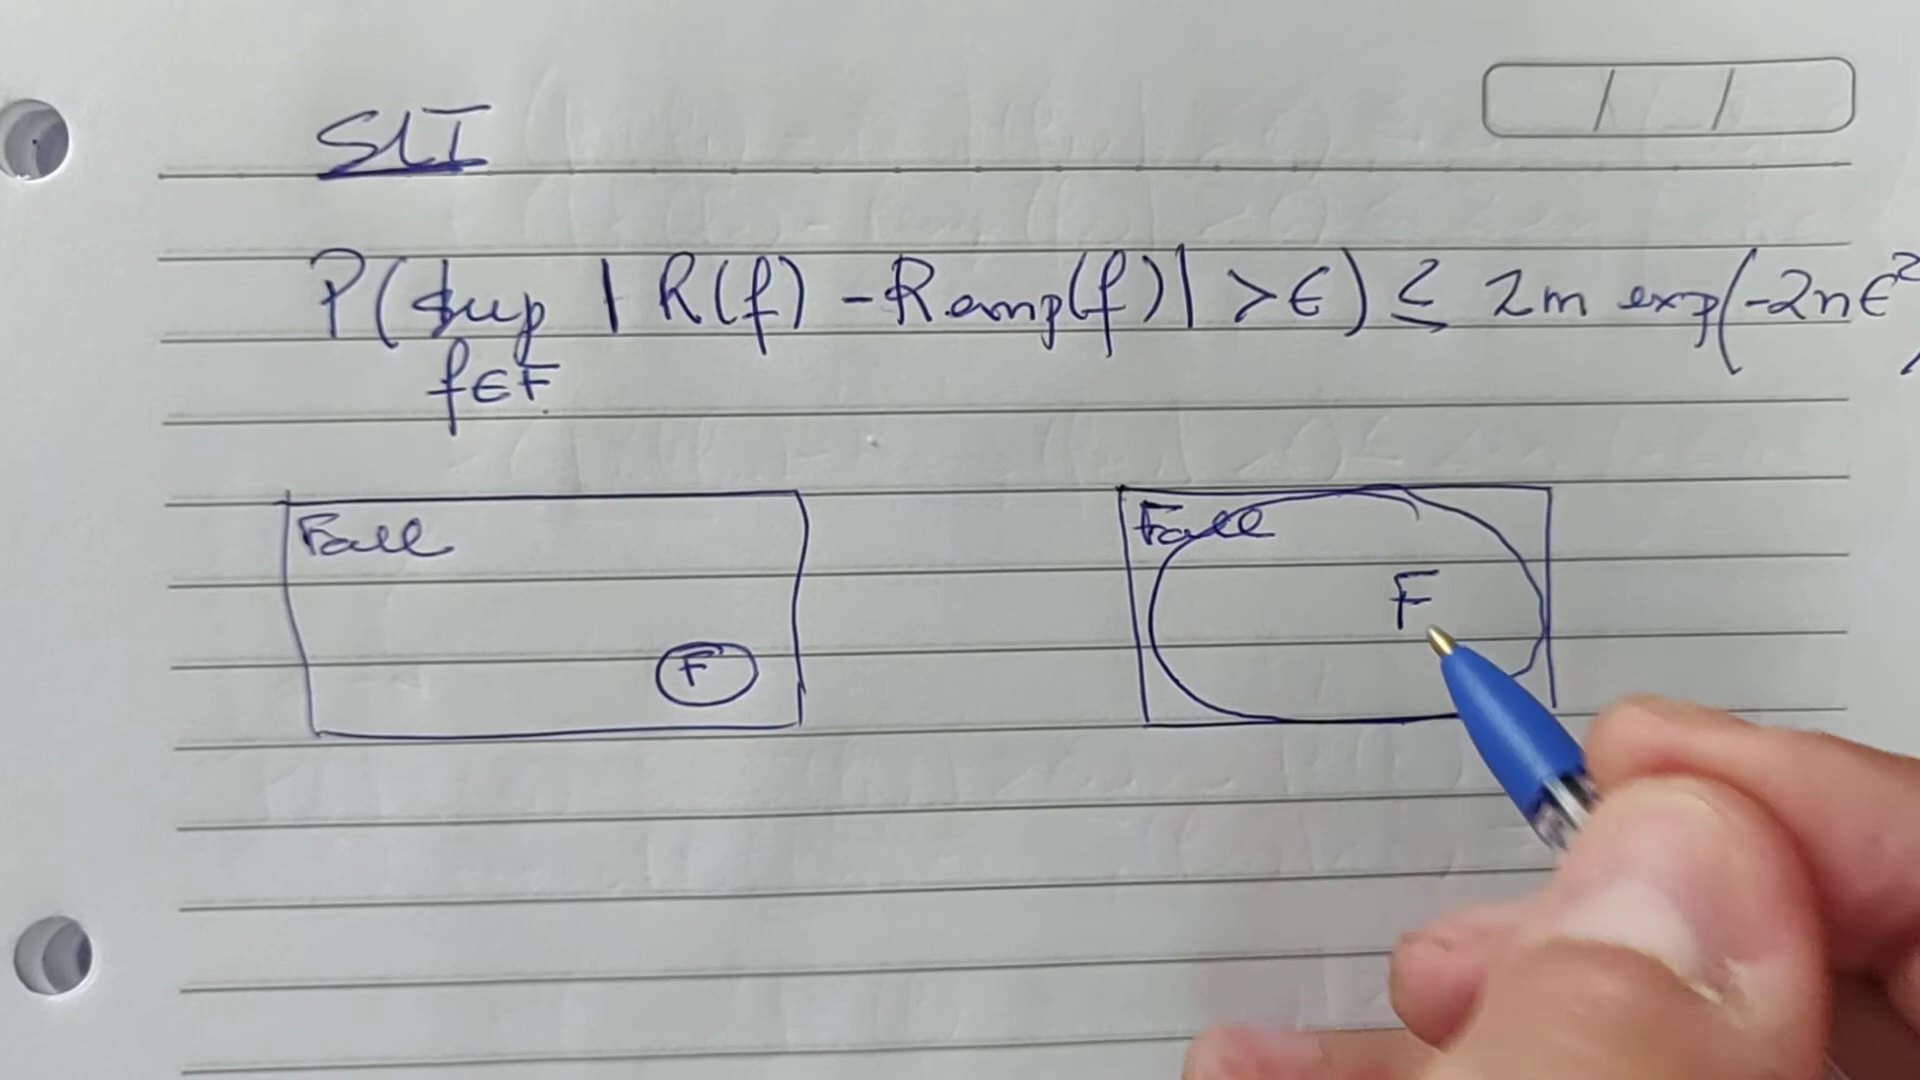 SLT
P(sup | R(f) - Remp(f)| > ϵ) ≤ 2m exp(-2nϵ²)
f∈F
Fall Fall
F
F